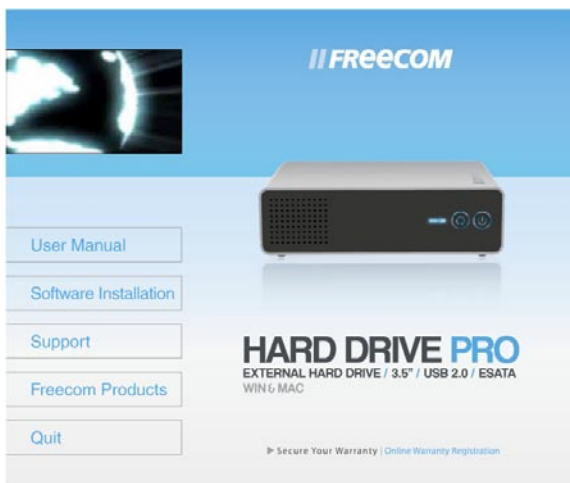 FREECOM
User Manual
Software Installation
Support
Freecom Products
Quit
HARD DRIVE PRO
EXTERNAL HARD DRIVE / 3.5" / USB 2.0 / ESATA
WIN & MAC
▶ Secure Your Warranty | Online Warranty Registration